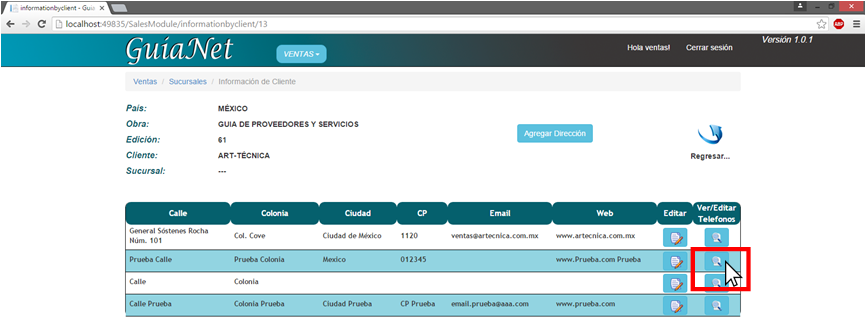 informationbyclient - Guía
localhost:49835/SalesModule/informationbyclient/13
GuíaNet
VENTAS
Hola ventas!
Cerrar sesión
Versión 1.0.1
Ventas / Sucursales / Información de Cliente
País: MÉXICO
Obra: GUIA DE PROVEEDORES Y SERVICIOS
Edición: 61
Cliente: ART-TÉCNICA
Sucursal: ---
Agregar Dirección
Regresar...
Calle Colonia Ciudad CP Email Web Editar Ver/Editar Telefonos
General Sóstenes Rocha Núm. 101 Col. Cove Ciudad de México 1120 ventas@artecnica.com.mx www.artecnica.com.mx
Prueba Calle Prueba Colonia Mexico 012345 www.Prueba.com Prueba
Calle Colonia
Calle Prueba Colonia Prueba Ciudad Prueba CP Prueba email.prueba@aaa.com www.prueba.com